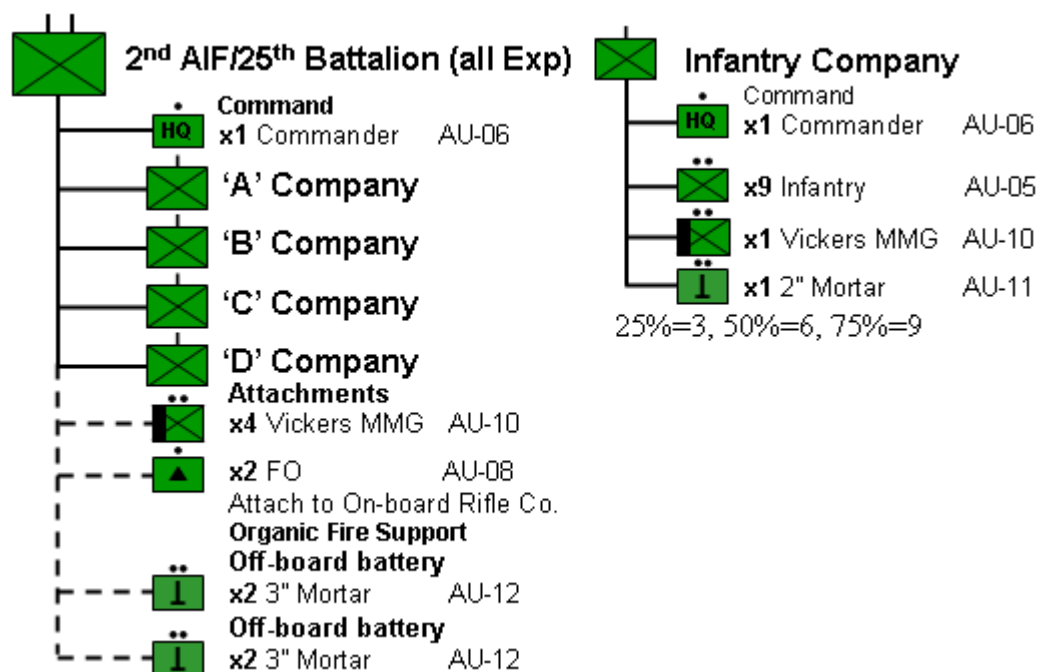 2nd AIF/25th Battalion (all Exp)
Command
HQ x1 Commander AU-06
‘A’ Company
‘B’ Company
‘C’ Company
‘D’ Company
Attachments
x4 Vickers MMG AU-10
x2 FO AU-08
Attach to On-board Rifle Co.
Organic Fire Support
Off-board battery
x2 3" Mortar AU-12
Off-board battery
x2 3" Mortar AU-12
Infantry Company
Command
HQ x1 Commander AU-06
x9 Infantry AU-05
x1 Vickers MMG AU-10
x1 2" Mortar AU-11
25%=3, 50%=6, 75%=9